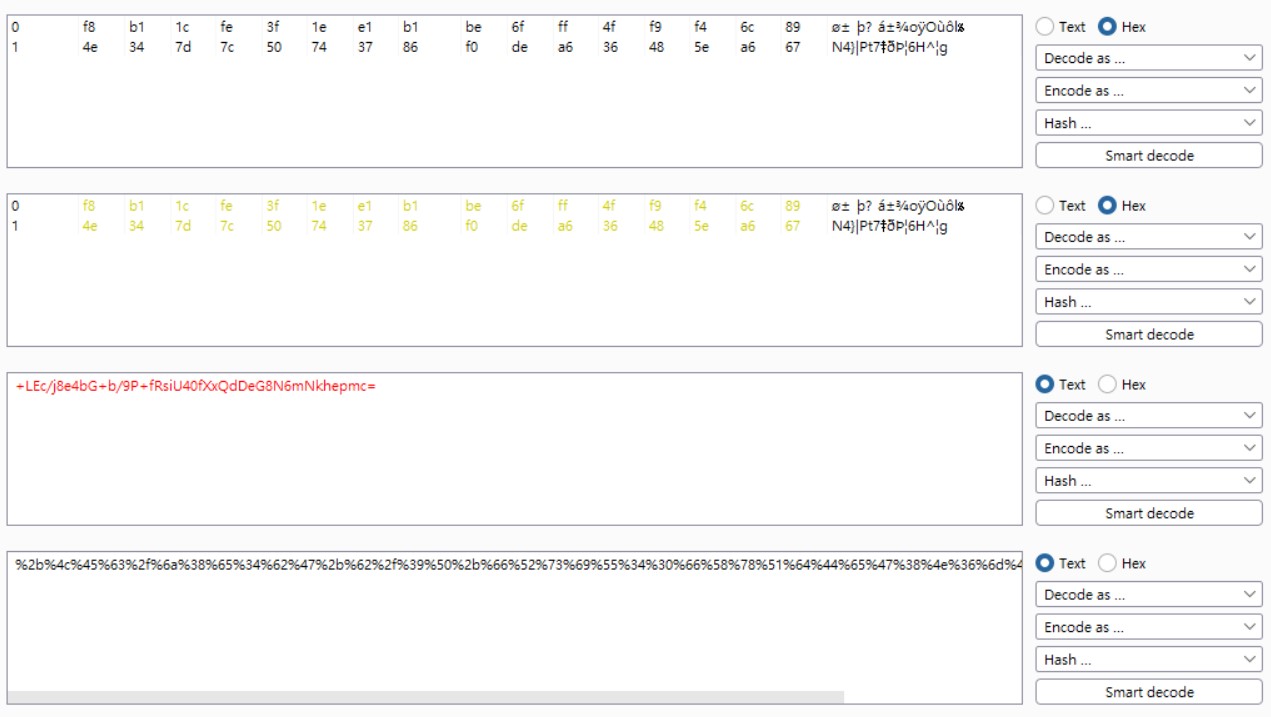 0 f8 b1 1c fe 3f 1e e1 b1 be 6f ff 4f f9 f4 6c 89 ø± þ? á±¾oÿOùôl‰
1 4e 34 7d 7c 50 74 37 86 f0 de a6 36 48 5e a6 67 N4}|Pt7‡ðÞ¦6H^¦g
Text Hex
Decode as ...
Encode as ...
Hash ...
Smart decode
0 f8 b1 1c fe 3f 1e e1 b1 be 6f ff 4f f9 f4 6c 89 ø± þ? á±¾oÿOùôl‰
1 4e 34 7d 7c 50 74 37 86 f0 de a6 36 48 5e a6 67 N4}|Pt7‡ðÞ¦6H^¦g
Text Hex
Decode as ...
Encode as ...
Hash ...
Smart decode
+LEc/j8e4bG+b/9P+fRsiU40fXxQdDeG8N6mNkhepmc=
Text Hex
Decode as ...
Encode as ...
Hash ...
Smart decode
%2b%4c%45%63%2f%6a%38%65%34%62%47%2b%62%2f%39%50%2b%66%52%73%69%55%34%30%66%58%78%51%64%44%65%47%38%4e%36%6d%4
Text Hex
Decode as ...
Encode as ...
Hash ...
Smart decode